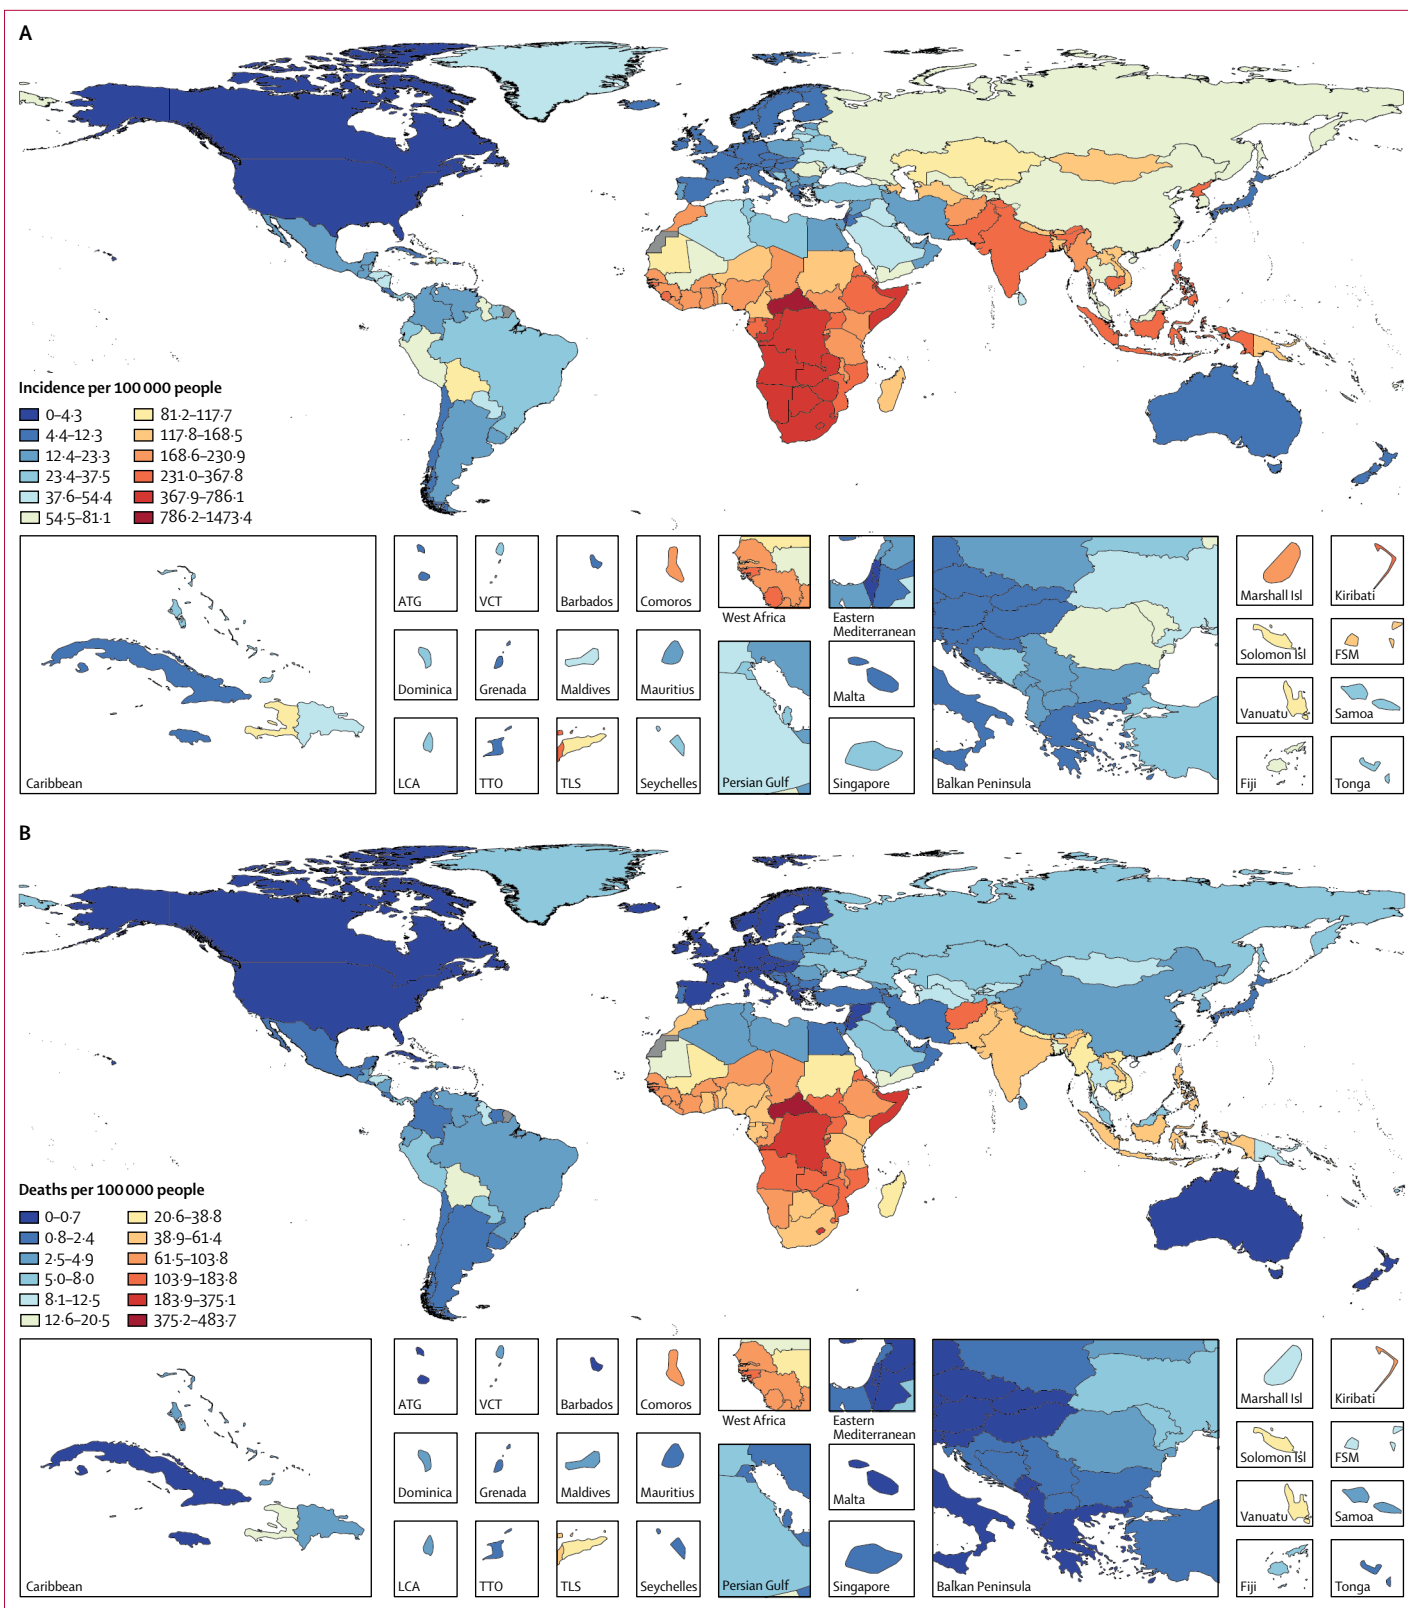 A
Incidence per 100 000 people
0–4·3
4·4–12·3
12·4–23·3
23·4–37·5
37·6–54·4
54·5–81·1
81·2–117·7
117·8–168·5
168·6–230·9
231·0–367·8
367·9–786·1
786·2–1473·4
Caribbean
ATG
VCT
Barbados
Comoros
Dominica
Grenada
Maldives
Mauritius
LCA
TTO
TLS
Seychelles
West Africa
Eastern
Mediterranean
Persian Gulf
Malta
Singapore
Balkan Peninsula
Marshall Isl
Kiribati
Solomon Isl
FSM
Vanuatu
Samoa
Fiji
Tonga
B
Deaths per 100 000 people
0–0·7
0·8–2·4
2·5–4·9
5·0–8·0
8·1–12·5
12·6–20·5
20·6–38·8
38·9–61·4
61·5–103·8
103·9–183·8
183·9–375·1
375·2–483·7
Caribbean
ATG
VCT
Barbados
Comoros
Dominica
Grenada
Maldives
Mauritius
LCA
TTO
TLS
Seychelles
West Africa
Eastern
Mediterranean
Persian Gulf
Malta
Singapore
Balkan Peninsula
Marshall Isl
Kiribati
Solomon Isl
FSM
Vanuatu
Samoa
Fiji
Tonga